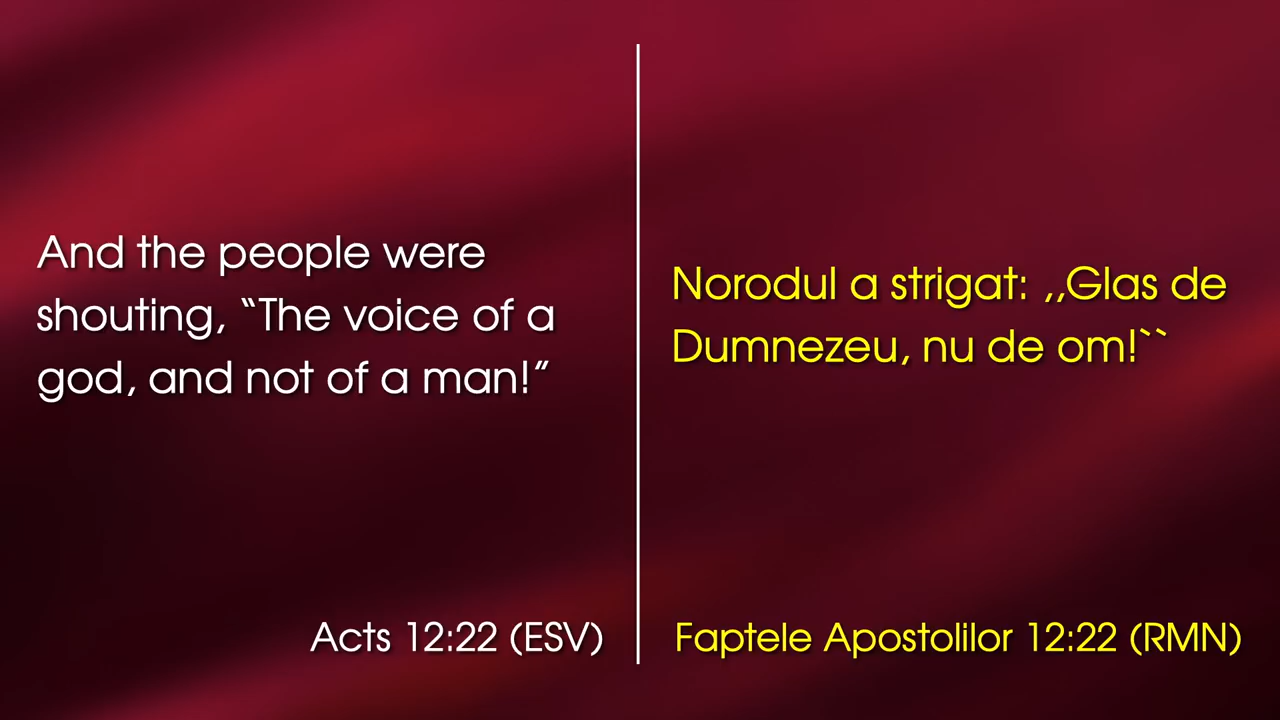 And the people were
shouting, “The voice of a
god, and not of a man!”
Acts 12:22 (ESV)
Norodul a strigat: ,,Glas de
Dumnezeu, nu de om!``
Faptele Apostolilor 12:22 (RMN)